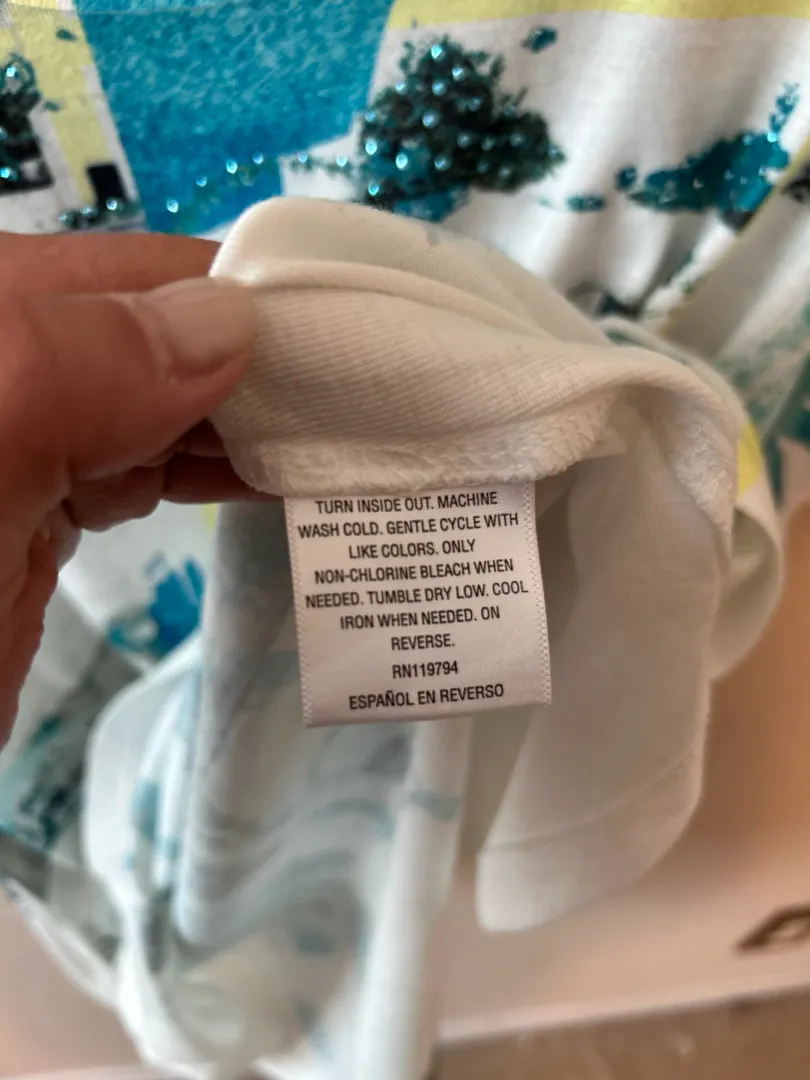 TURN INSIDE OUT. MACHINE
WASH COLD. GENTLE CYCLE WITH
LIKE COLORS. ONLY
NON-CHLORINE BLEACH WHEN
NEEDED. TUMBLE DRY LOW. COOL
IRON WHEN NEEDED. ON
REVERSE.
RN119794
ESPAÑOL EN REVERSO